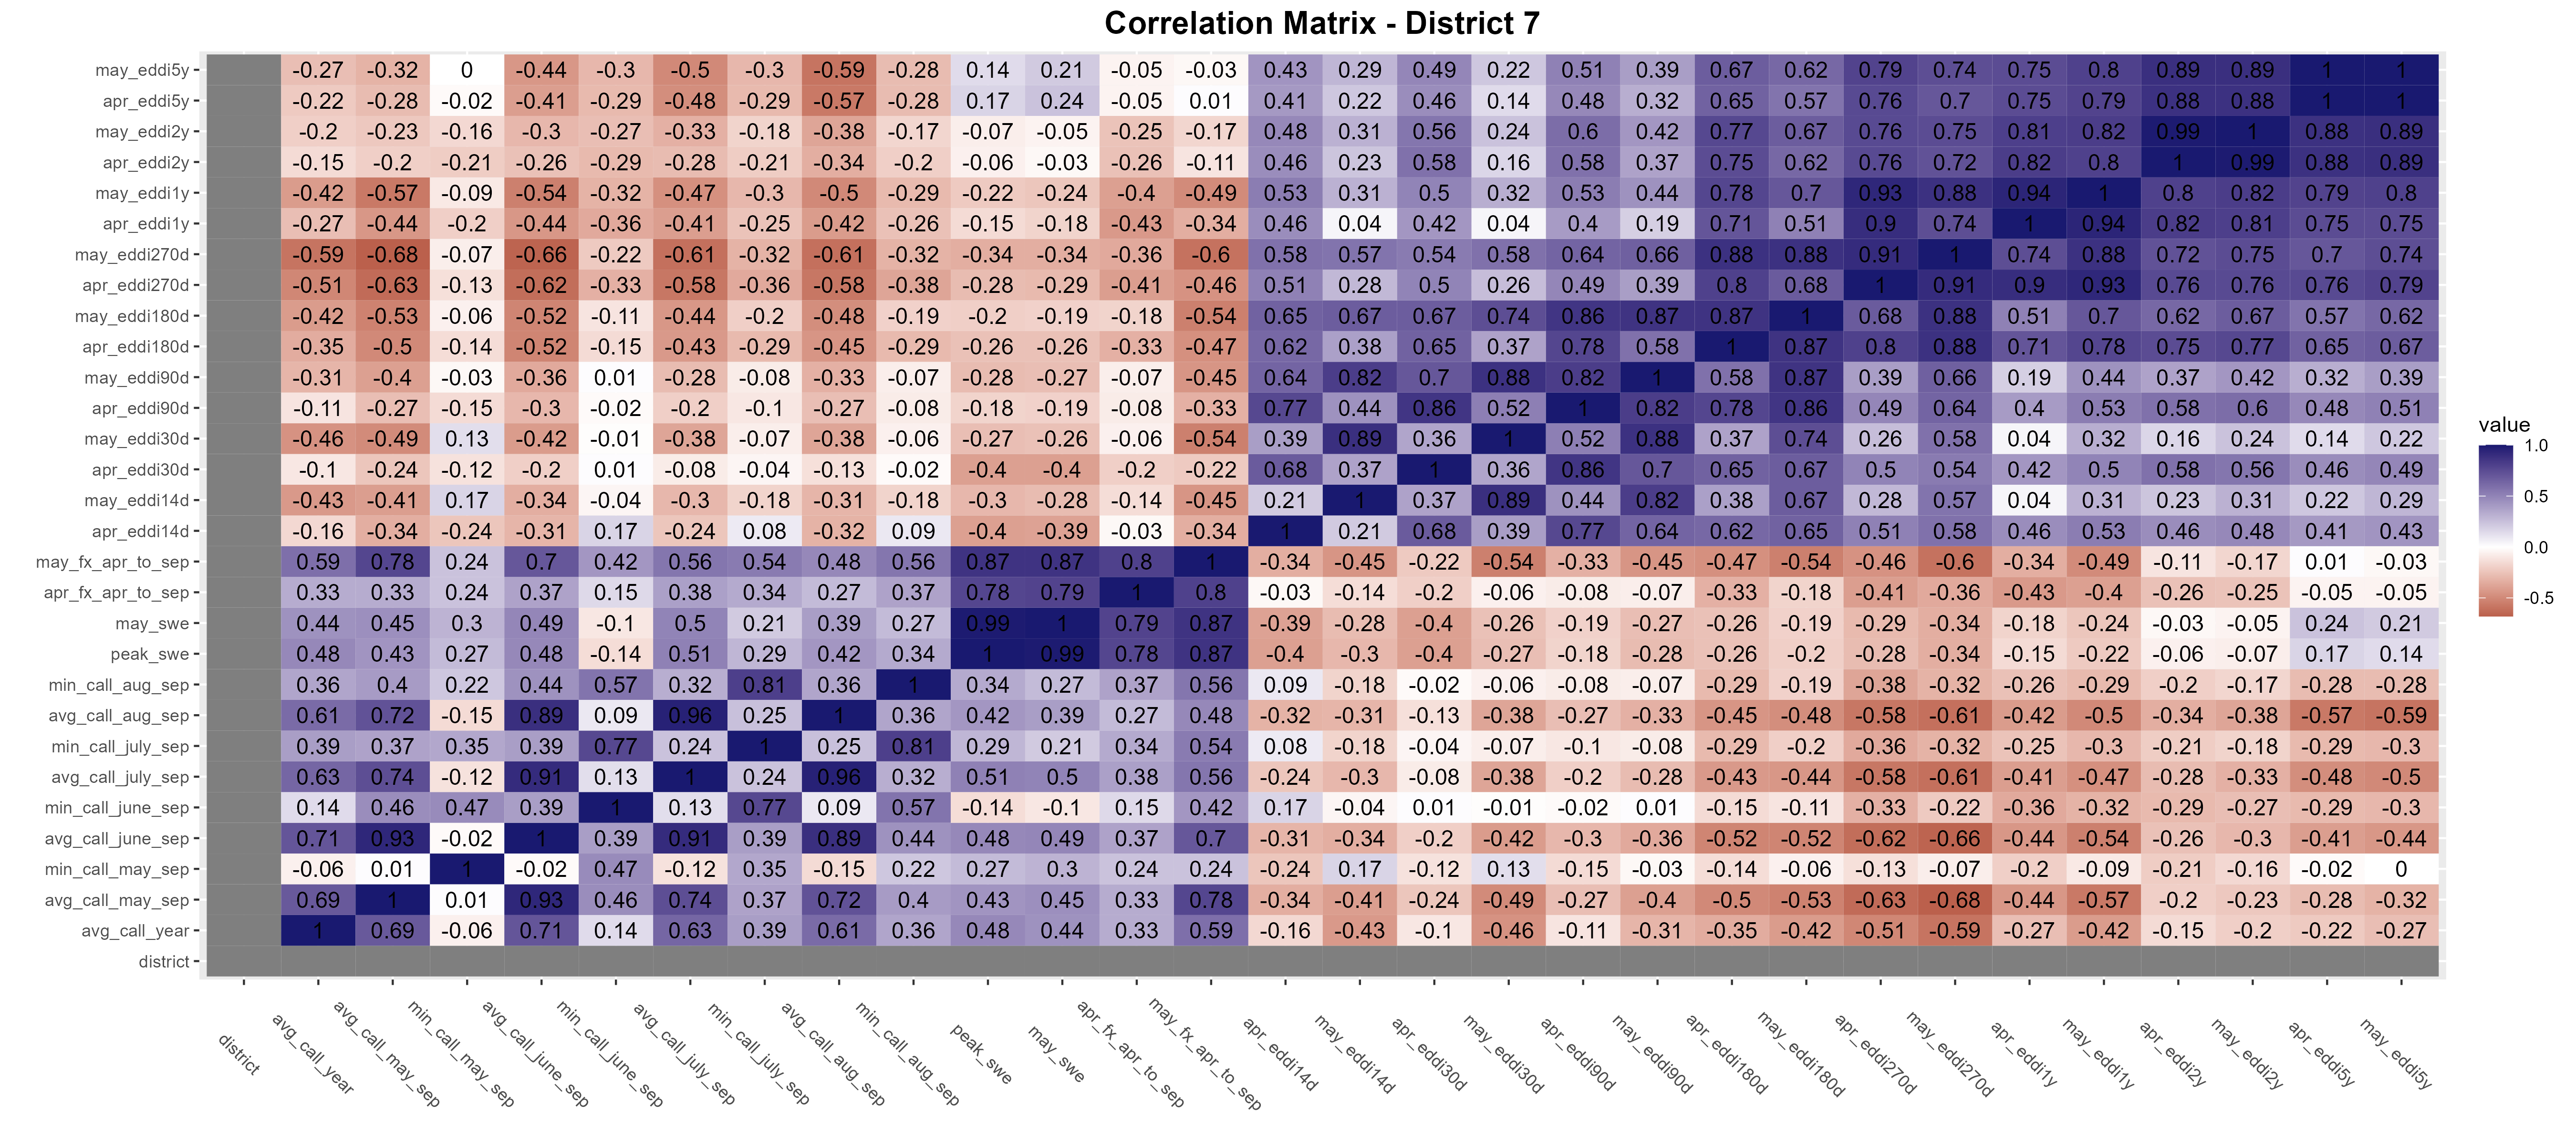 Correlation Matrix - District 7
may_eddi5y -0.27 -0.32 0 -0.44 -0.3 -0.5 -0.3 -0.59 -0.28 0.14 0.21 -0.05 -0.03 0.43 0.29 0.49 0.22 0.51 0.39 0.67 0.62 0.79 0.74 0.75 0.8 0.89 0.89 1 1
apr_eddi5y -0.22 -0.28 -0.02 -0.41 -0.29 -0.48 -0.29 -0.57 -0.28 0.17 0.24 -0.05 0.01 0.41 0.22 0.46 0.14 0.48 0.32 0.65 0.57 0.76 0.7 0.75 0.79 0.88 0.88 1 1
may_eddi2y -0.2 -0.23 -0.16 -0.3 -0.27 -0.33 -0.18 -0.38 -0.17 -0.07 -0.05 -0.25 -0.17 0.48 0.31 0.56 0.24 0.6 0.42 0.77 0.67 0.76 0.75 0.81 0.82 0.99 1 0.88 0.89
apr_eddi2y -0.15 -0.2 -0.21 -0.26 -0.29 -0.28 -0.21 -0.34 -0.2 -0.06 -0.03 -0.26 -0.11 0.46 0.23 0.58 0.16 0.58 0.37 0.75 0.62 0.76 0.72 0.82 0.8 1 0.99 0.88 0.89
may_eddi1y -0.42 -0.57 -0.09 -0.54 -0.32 -0.47 -0.3 -0.5 -0.29 -0.22 -0.24 -0.4 -0.49 0.53 0.31 0.5 0.32 0.53 0.44 0.78 0.7 0.93 0.88 0.94 1 0.8 0.82 0.79 0.8
apr_eddi1y -0.27 -0.44 -0.2 -0.44 -0.36 -0.41 -0.25 -0.42 -0.26 -0.15 -0.18 -0.43 -0.34 0.46 0.04 0.42 0.04 0.4 0.19 0.71 0.51 0.9 0.74 1 0.94 0.82 0.81 0.75 0.75
may_eddi270d -0.59 -0.68 -0.07 -0.66 -0.22 -0.61 -0.32 -0.61 -0.32 -0.34 -0.34 -0.36 -0.6 0.58 0.57 0.54 0.58 0.64 0.66 0.88 0.88 0.91 1 0.74 0.88 0.72 0.75 0.7 0.74
apr_eddi270d -0.51 -0.63 -0.13 -0.62 -0.33 -0.58 -0.36 -0.58 -0.38 -0.28 -0.29 -0.41 -0.46 0.51 0.28 0.5 0.26 0.49 0.39 0.8 0.68 1 0.91 0.9 0.93 0.76 0.76 0.76 0.79
may_eddi180d -0.42 -0.53 -0.06 -0.52 -0.11 -0.44 -0.2 -0.48 -0.19 -0.2 -0.19 -0.18 -0.54 0.65 0.67 0.67 0.74 0.86 0.87 0.87 1 0.68 0.88 0.51 0.7 0.62 0.67 0.57 0.62
apr_eddi180d -0.35 -0.5 -0.14 -0.52 -0.15 -0.43 -0.29 -0.45 -0.29 -0.26 -0.26 -0.33 -0.47 0.62 0.38 0.65 0.37 0.78 0.58 1 0.87 0.8 0.88 0.71 0.78 0.75 0.77 0.65 0.67
may_eddi90d -0.31 -0.4 -0.03 -0.36 0.01 -0.28 -0.08 -0.33 -0.07 -0.28 -0.27 -0.07 -0.45 0.64 0.82 0.7 0.88 0.82 1 0.58 0.87 0.39 0.66 0.19 0.44 0.37 0.42 0.32 0.39
apr_eddi90d -0.11 -0.27 -0.15 -0.3 -0.02 -0.2 -0.1 -0.27 -0.08 -0.18 -0.19 -0.08 -0.33 0.77 0.44 0.86 0.52 1 0.82 0.78 0.86 0.49 0.64 0.4 0.53 0.58 0.6 0.48 0.51
may_eddi30d -0.46 -0.49 0.13 -0.42 -0.01 -0.38 -0.07 -0.38 -0.06 -0.27 -0.26 -0.06 -0.54 0.39 0.89 0.36 1 0.52 0.88 0.37 0.74 0.26 0.58 0.04 0.32 0.16 0.24 0.14 0.22
apr_eddi30d -0.1 -0.24 -0.12 -0.2 0.01 -0.08 -0.04 -0.13 -0.02 -0.4 -0.4 -0.2 -0.22 0.68 0.37 1 0.36 0.86 0.7 0.65 0.67 0.5 0.54 0.42 0.5 0.58 0.56 0.46 0.49
may_eddi14d -0.43 -0.41 0.17 -0.34 -0.04 -0.3 -0.18 -0.31 -0.18 -0.3 -0.28 -0.14 -0.45 0.21 1 0.37 0.89 0.44 0.82 0.38 0.67 0.28 0.57 0.04 0.31 0.23 0.31 0.22 0.29
apr_eddi14d -0.16 -0.34 -0.24 -0.31 0.17 -0.24 0.08 -0.32 0.09 -0.4 -0.39 -0.03 -0.34 1 0.21 0.68 0.39 0.77 0.64 0.62 0.65 0.51 0.58 0.46 0.53 0.46 0.48 0.41 0.43
may_fx_apr_to_sep 0.59 0.78 0.24 0.7 0.42 0.56 0.54 0.48 0.56 0.87 0.87 0.8 1 -0.34 -0.45 -0.22 -0.54 -0.33 -0.45 -0.47 -0.54 -0.46 -0.6 -0.34 -0.49 -0.11 -0.17 0.01 -0.03
apr_fx_apr_to_sep 0.33 0.33 0.24 0.37 0.15 0.38 0.34 0.27 0.37 0.78 0.79 1 0.8 -0.03 -0.14 -0.2 -0.06 -0.08 -0.07 -0.33 -0.18 -0.41 -0.36 -0.43 -0.4 -0.26 -0.25 -0.05 -0.05
may_swe 0.44 0.45 0.3 0.49 -0.1 0.5 0.21 0.39 0.27 0.99 1 0.79 0.87 -0.39 -0.28 -0.4 -0.26 -0.19 -0.27 -0.26 -0.19 -0.29 -0.34 -0.18 -0.24 -0.03 -0.05 0.24 0.21
peak_swe 0.48 0.43 0.27 0.48 -0.14 0.51 0.29 0.42 0.34 1 0.99 0.78 0.87 -0.4 -0.3 -0.4 -0.27 -0.18 -0.28 -0.26 -0.2 -0.28 -0.34 -0.15 -0.22 -0.06 -0.07 0.17 0.14
min_call_aug_sep 0.36 0.4 0.22 0.44 0.57 0.32 0.81 0.36 1 0.34 0.27 0.37 0.56 0.09 -0.18 -0.02 -0.06 -0.08 -0.07 -0.29 -0.19 -0.38 -0.32 -0.26 -0.29 -0.2 -0.17 -0.28 -0.28
avg_call_aug_sep 0.61 0.72 -0.15 0.89 0.09 0.96 0.25 1 0.36 0.42 0.39 0.27 0.48 -0.32 -0.31 -0.13 -0.38 -0.27 -0.33 -0.45 -0.48 -0.58 -0.61 -0.42 -0.5 -0.34 -0.38 -0.57 -0.59
min_call_july_sep 0.39 0.37 0.35 0.39 0.77 0.24 1 0.25 0.81 0.29 0.21 0.34 0.54 0.08 -0.18 -0.04 -0.07 -0.1 -0.08 -0.29 -0.2 -0.36 -0.32 -0.25 -0.3 -0.21 -0.18 -0.29 -0.3
avg_call_july_sep 0.63 0.74 -0.12 0.91 0.13 1 0.24 0.96 0.32 0.51 0.5 0.38 0.56 -0.24 -0.3 -0.08 -0.38 -0.2 -0.28 -0.43 -0.44 -0.58 -0.61 -0.41 -0.47 -0.28 -0.33 -0.48 -0.5
min_call_june_sep 0.14 0.46 0.47 0.39 1 0.13 0.77 0.09 0.57 -0.14 -0.1 0.15 0.42 0.17 -0.04 0.01 -0.01 -0.02 0.01 -0.15 -0.11 -0.33 -0.22 -0.36 -0.32 -0.29 -0.27 -0.29 -0.3
avg_call_june_sep 0.71 0.93 -0.02 1 0.39 0.91 0.39 0.89 0.44 0.48 0.49 0.37 0.7 -0.31 -0.34 -0.2 -0.42 -0.3 -0.36 -0.52 -0.52 -0.62 -0.66 -0.44 -0.54 -0.26 -0.3 -0.41 -0.44
min_call_may_sep -0.06 0.01 1 -0.02 0.47 -0.12 0.35 -0.15 0.22 0.27 0.3 0.24 0.24 -0.24 0.17 -0.12 0.13 -0.15 -0.03 -0.14 -0.06 -0.13 -0.07 -0.2 -0.09 -0.21 -0.16 -0.02 0
avg_call_may_sep 0.69 1 0.01 0.93 0.46 0.74 0.37 0.72 0.4 0.43 0.45 0.33 0.78 -0.34 -0.41 -0.24 -0.49 -0.27 -0.4 -0.5 -0.53 -0.63 -0.68 -0.44 -0.57 -0.2 -0.23 -0.28 -0.32
avg_call_year 1 0.69 -0.06 0.71 0.14 0.63 0.39 0.61 0.36 0.48 0.44 0.33 0.59 -0.16 -0.43 -0.1 -0.46 -0.11 -0.31 -0.35 -0.42 -0.51 -0.59 -0.27 -0.42 -0.15 -0.2 -0.22 -0.27
district
district avg_call_year avg_call_may_sep min_call_may_sep avg_call_june_sep min_call_june_sep avg_call_july_sep min_call_july_sep avg_call_aug_sep min_call_aug_sep peak_swe may_swe apr_fx_apr_to_sep may_fx_apr_to_sep apr_eddi14d may_eddi14d apr_eddi30d may_eddi30d apr_eddi90d may_eddi90d apr_eddi180d may_eddi180d apr_eddi270d may_eddi270d apr_eddi1y may_eddi1y apr_eddi2y may_eddi2y apr_eddi5y may_eddi5y
value
1.0
0.5
0.0
-0.5